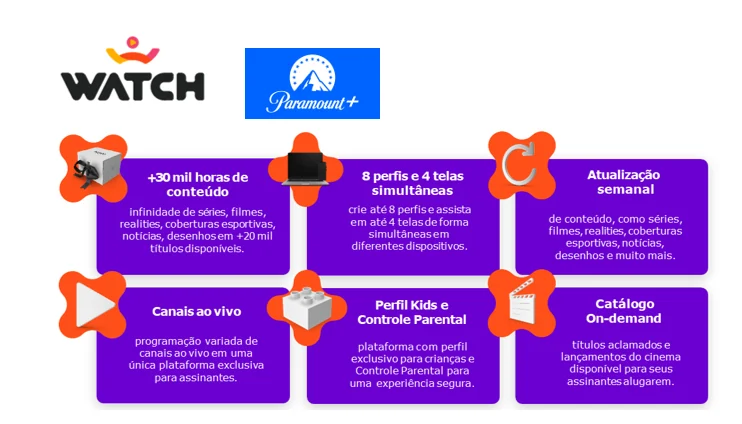 WATCH
Paramount+
+30 mil horas de
conteúdo
infinidade de séries, filmes,
realities, coberturas esportivas,
notícias, desenhos em +20 mil
títulos disponíveis.
8 perfis e 4 telas
simultâneas
crie até 8 perfis e assista
em até 4 telas de forma
simultâneas em
diferentes dispositivos.
Atualização
semanal
de conteúdo, como séries,
filmes, realities, coberturas
esportivas, notícias,
desenhos e muito mais.
Canais ao vivo
programação variada de
canais ao vivo em uma
única plataforma exclusiva
para assinantes.
Perfil Kids e
Controle Parental
plataforma com perfil
exclusivo para crianças e
Controle Parental para
uma experiência segura.
Catálogo
On-demand
títulos aclamados e
lançamentos do cinema
disponível para seus
assinantes alugarem.